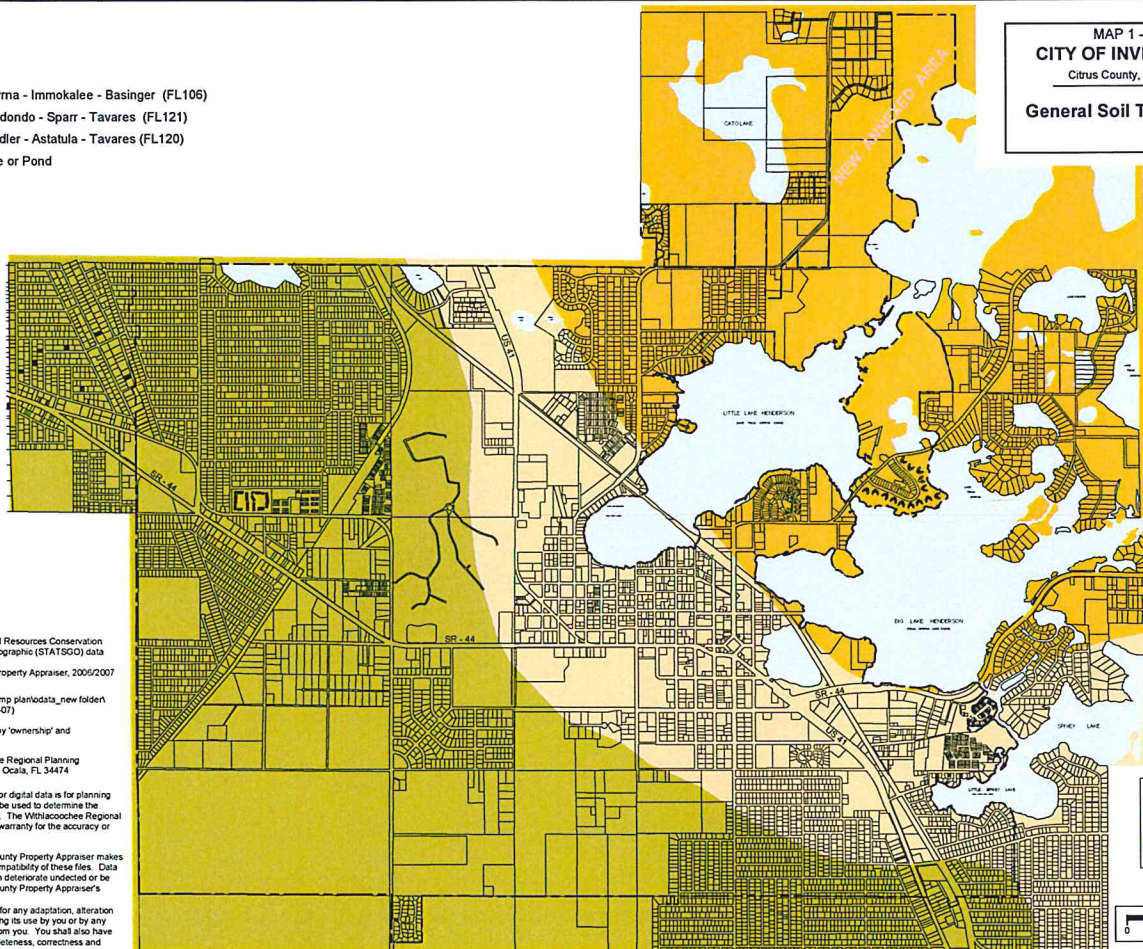 rna - Immokalee - Basinger (FL106)
dondo - Sparr - Tavares (FL121)
dler - Astatula - Tavares (FL120)
e or Pond
MAP 1 -
CITY OF INV
Citrus County,
General Soil T
NEW ANNEXED AREA
CATO LAKE
US 41
LITTLE LAKE HENDERSON
SR - 44
BIG LAKE HENDERSON
SR - 44
SR - 44
US 41
SPIVEY LAKE
LITTLE SPIVEY LAKE
l Resources Conservation
ographic (STATSGO) data
roperty Appraiser, 2006/2007
mp plan\odata_new folder\
-07)
y 'ownership' and
e Regional Planning
Ocala, FL 34474
or digital data is for planning
be used to determine the
. The Withlacoochee Regional
warranty for the accuracy or
unty Property Appraiser makes
mpatibility of these files. Data
n deteriorate undetected or be
unty Property Appraiser's
for any adaptation, alteration
ng its use by you or by any
om you. You shall also have
leteness, correctness and
0